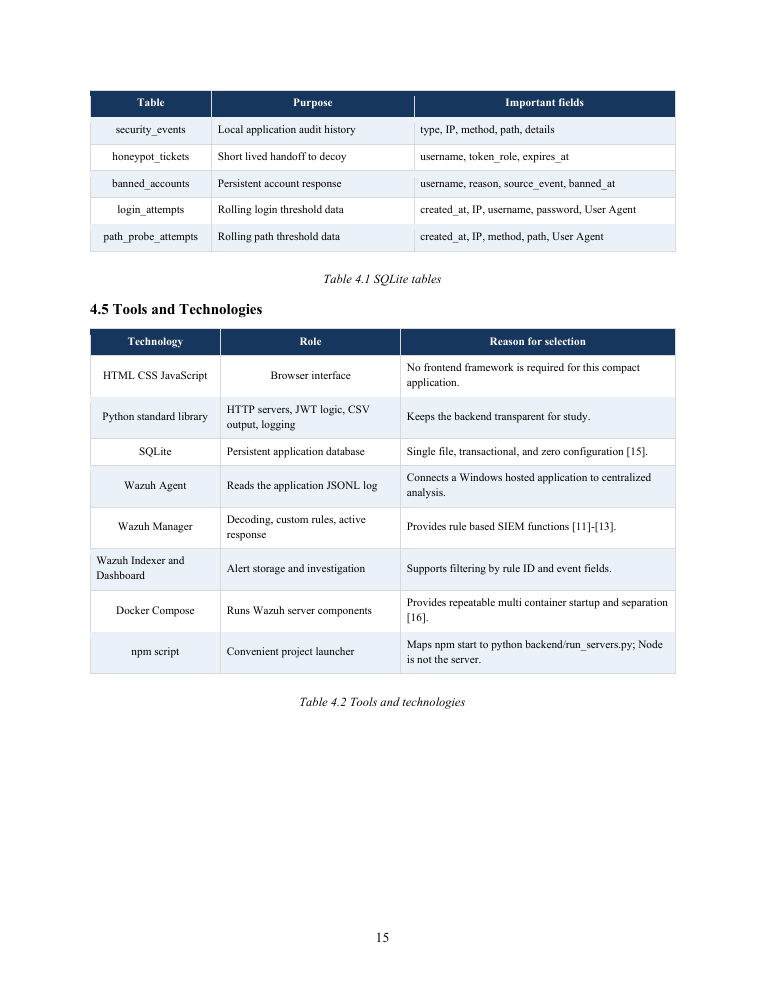 Table Purpose Important fields
security_events Local application audit history type, IP, method, path, details
honeypot_tickets Short lived handoff to decoy username, token_role, expires_at
banned_accounts Persistent account response username, reason, source_event, banned_at
login_attempts Rolling login threshold data created_at, IP, username, password, User Agent
path_probe_attempts Rolling path threshold data created_at, IP, method, path, User Agent
Table 4.1 SQLite tables
4.5 Tools and Technologies
Technology Role Reason for selection
HTML CSS JavaScript Browser interface No frontend framework is required for this compact
application.
Python standard library HTTP servers, JWT logic, CSV
output, logging Keeps the backend transparent for study.
SQLite Persistent application database Single file, transactional, and zero configuration [15].
Wazuh Agent Reads the application JSONL log Connects a Windows hosted application to centralized
analysis.
Wazuh Manager Decoding, custom rules, active
response Provides rule based SIEM functions [11]-[13].
Wazuh Indexer and
Dashboard Alert storage and investigation Supports filtering by rule ID and event fields.
Docker Compose Runs Wazuh server components Provides repeatable multi container startup and separation
[16].
npm script Convenient project launcher Maps npm start to python backend/run_servers.py; Node
is not the server.
Table 4.2 Tools and technologies
15